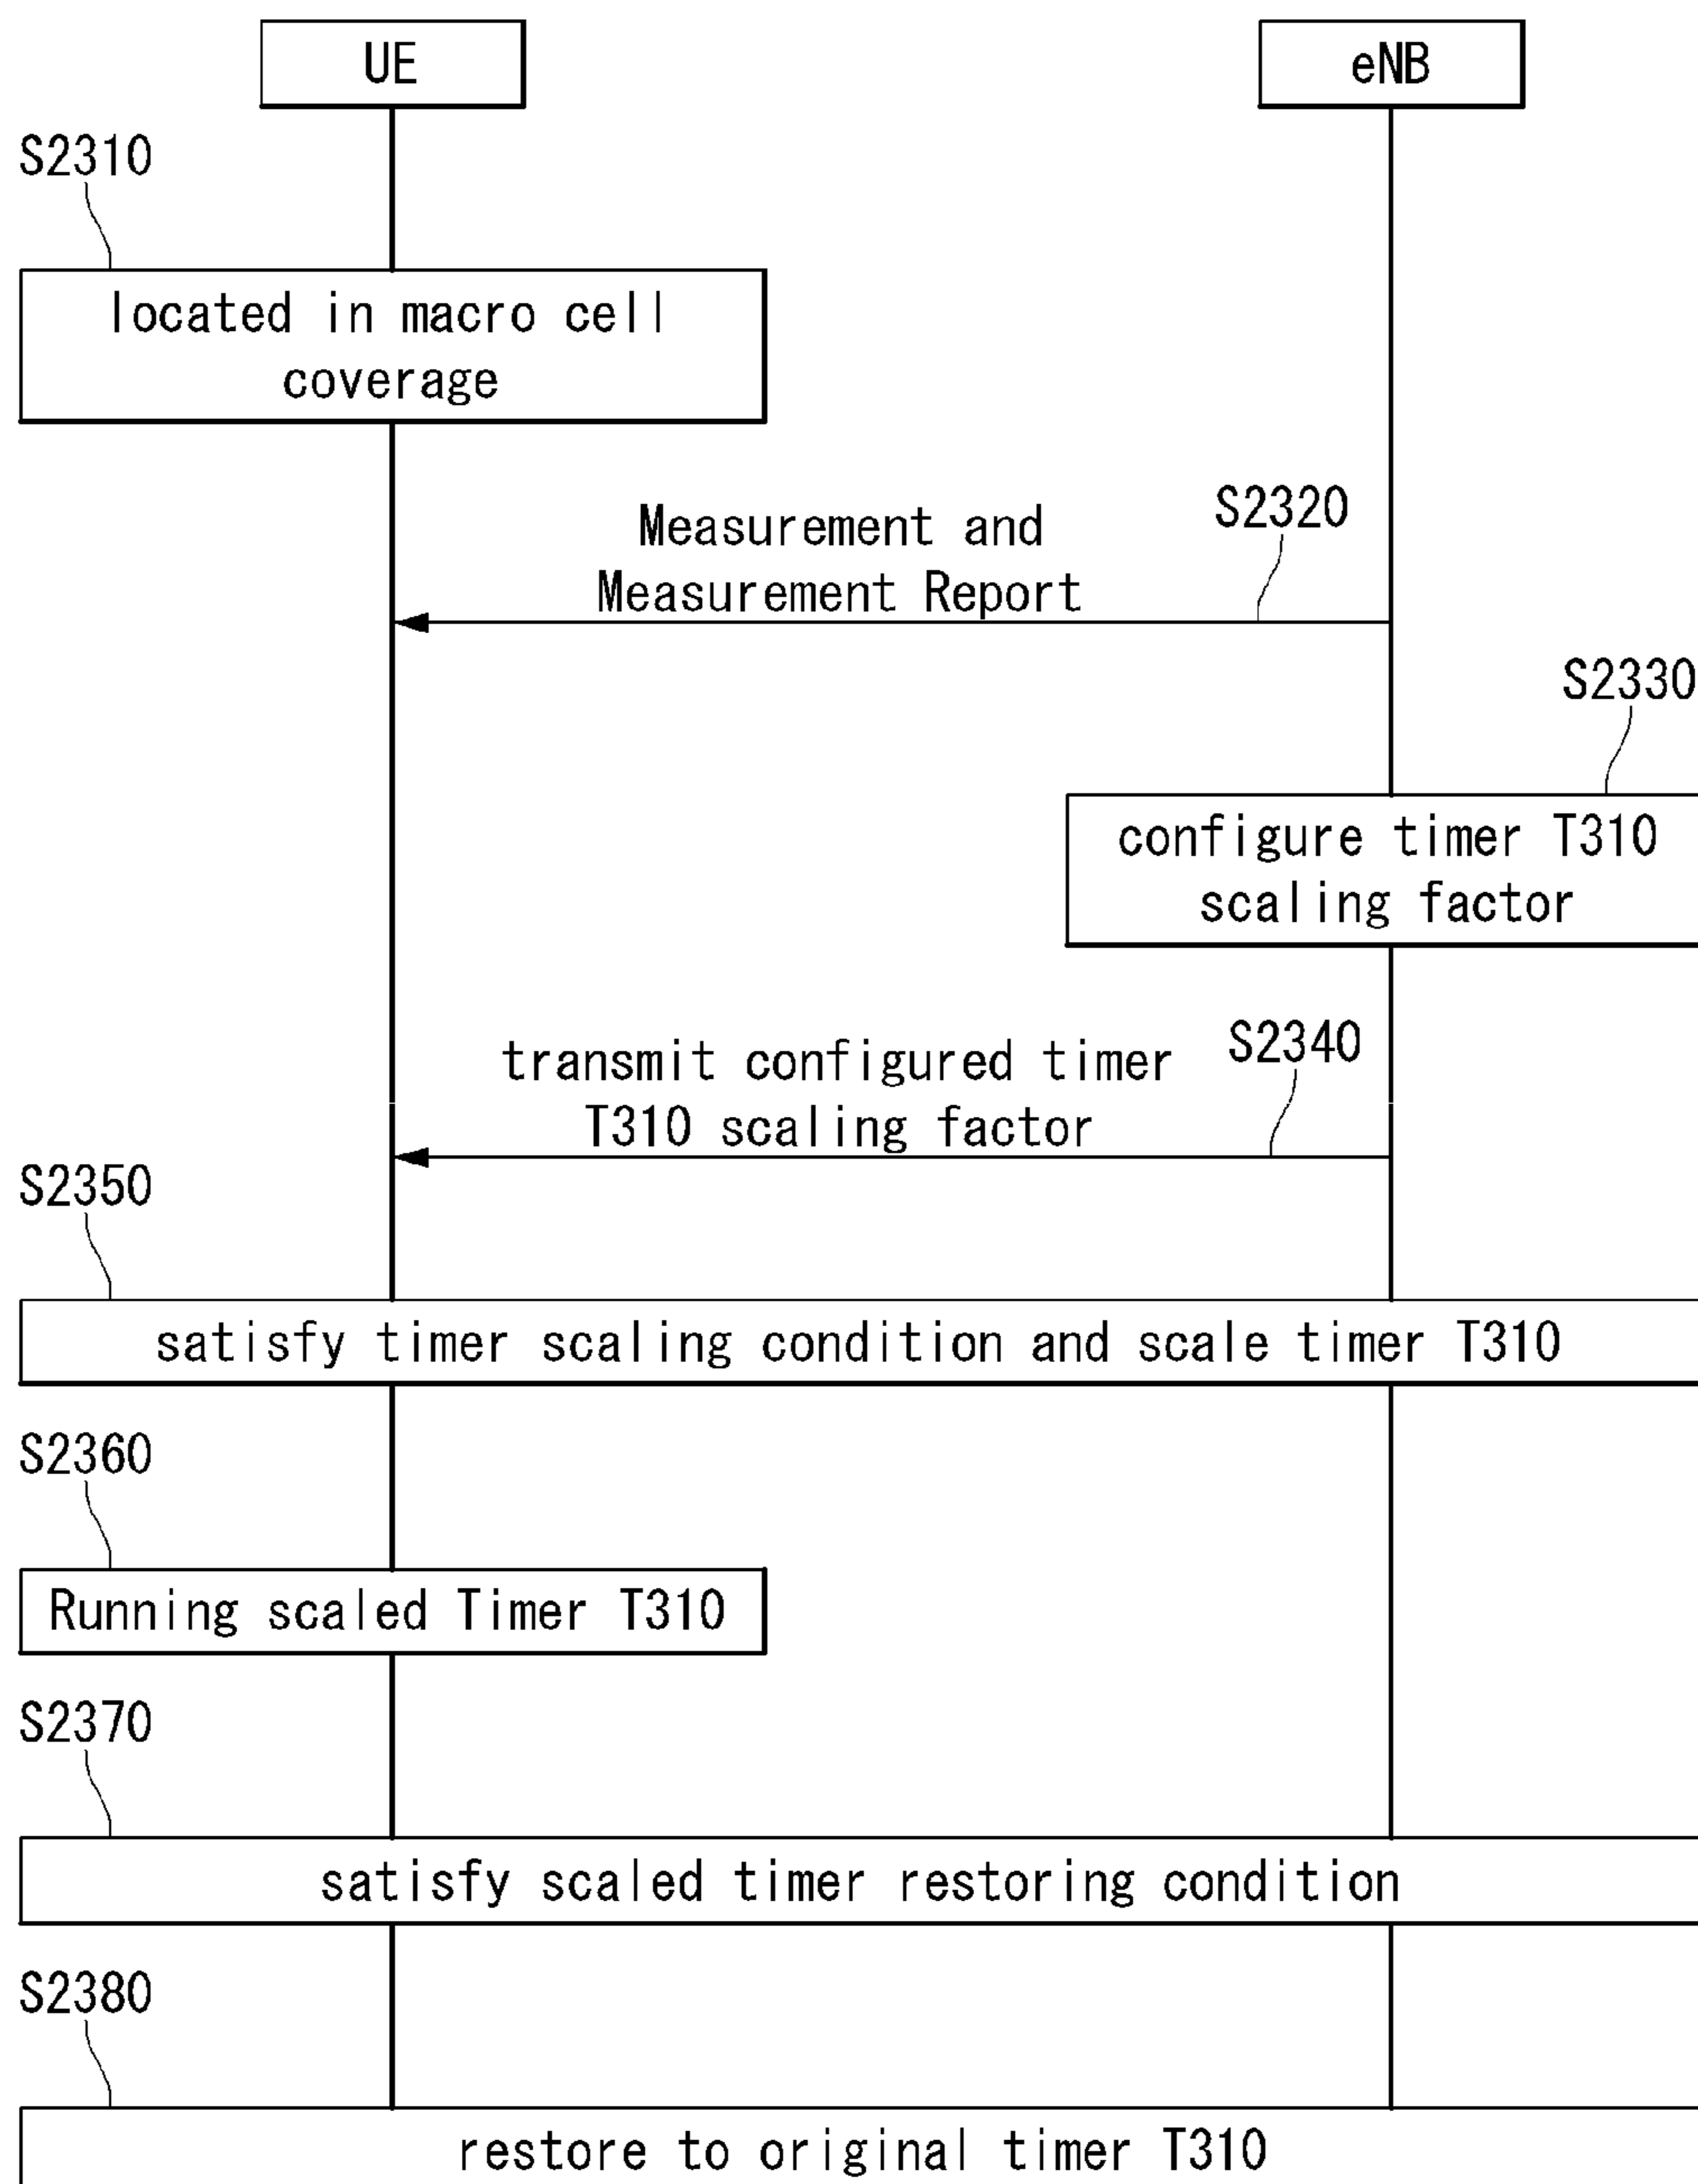 UE
eNB
S2310
located in macro cell
coverage
Measurement and
Measurement Report
S2320
S2330
configure timer T310
scaling factor
S2340
transmit configured timer
T310 scaling factor
S2350
satisfy timer scaling condition and scale timer T310
S2360
Running scaled Timer T310
S2370
satisfy scaled timer restoring condition
S2380
restore to original timer T310